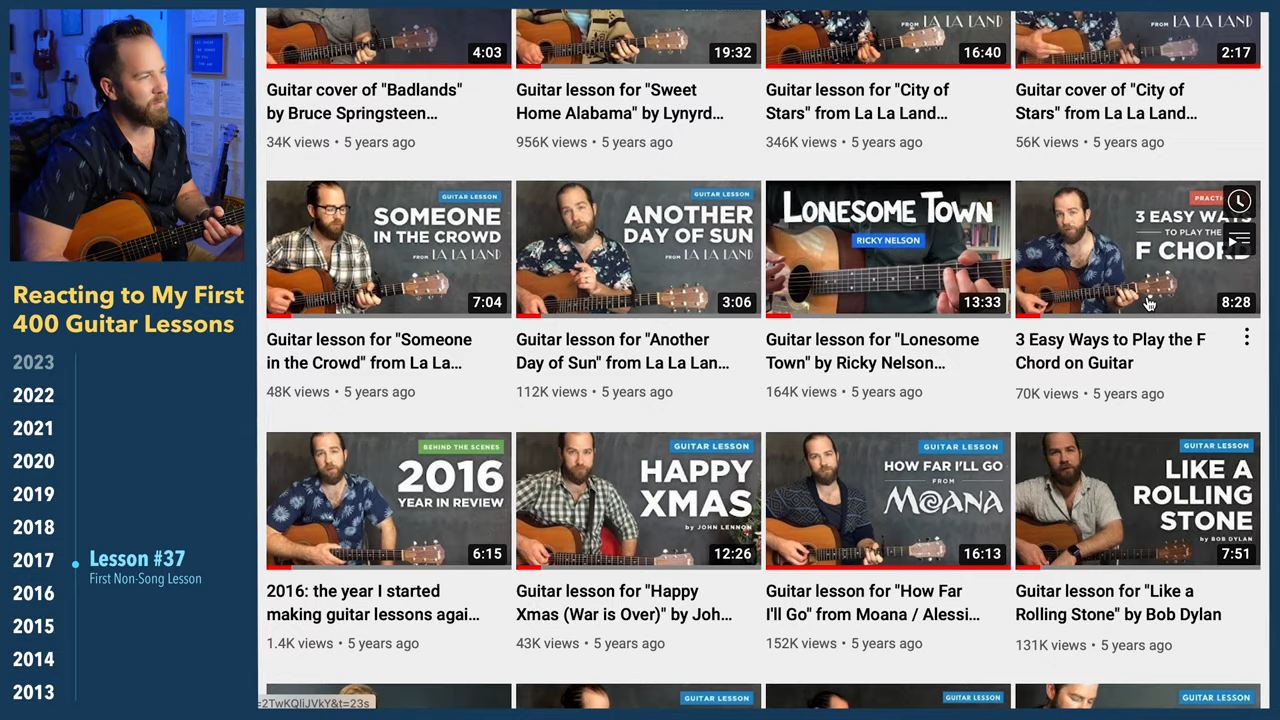 Reacting to My First
400 Guitar Lessons
2023
2022
2021
2020
2019
2018
2017
2016
2015
2014
2013
Lesson #37
First Non-Song Lesson
4:03
FROM LA LA LAND
19:32
FROM LA LA LAND
16:40
FROM LA LA LAND
2:17
Guitar cover of "Badlands"
by Bruce Springsteen...
34K views • 5 years ago
Guitar lesson for "Sweet
Home Alabama" by Lynyrd...
956K views • 5 years ago
Guitar lesson for "City of
Stars" from La La Land...
346K views • 5 years ago
Guitar cover of "City of
Stars" from La La Land...
56K views • 5 years ago
GUITAR LESSON
SOMEONE
IN THE CROWD
FROM LA LA LAND
7:04
GUITAR LESSON
ANOTHER
DAY OF SUN
FROM LA LA LAND
3:06
LONESOME TOWN
RICKY NELSON
13:33
3 EASY WAYS
TO PLAY THE
F CHORD
8:28
Guitar lesson for "Someone
in the Crowd" from La La...
48K views • 5 years ago
Guitar lesson for "Another
Day of Sun" from La La Lan...
112K views • 5 years ago
Guitar lesson for "Lonesome
Town" by Ricky Nelson...
164K views • 5 years ago
3 Easy Ways to Play the F
Chord on Guitar
70K views • 5 years ago
BEHIND THE SCENES
2016
YEAR IN REVIEW
6:15
GUITAR LESSON
HAPPY
XMAS
by JOHN LENNON
12:26
GUITAR LESSON
HOW FAR I'LL GO
FROM
MOANA
16:13
GUITAR LESSON
LIKE A
ROLLING
STONE
by BOB DYLAN
7:51
2016: the year I started
making guitar lessons agai...
1.4K views • 5 years ago
Guitar lesson for "Happy
Xmas (War is Over)" by Joh...
43K views • 5 years ago
Guitar lesson for "How Far
I'll Go" from Moana / Alessi...
152K views • 5 years ago
Guitar lesson for "Like a
Rolling Stone" by Bob Dylan
131K views • 5 years ago
GUITAR LESSON
GUITAR LESSON
GUITAR LESSON